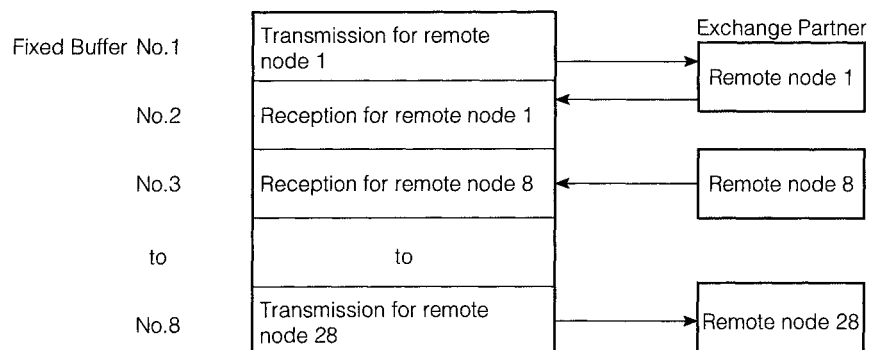 Exchange Partner
Fixed Buffer No.1
Transmission for remote
node 1
Remote node 1
No.2
Reception for remote node 1
No.3
Reception for remote node 8
Remote node 8
to
to
No.8
Transmission for remote
node 28
Remote node 28